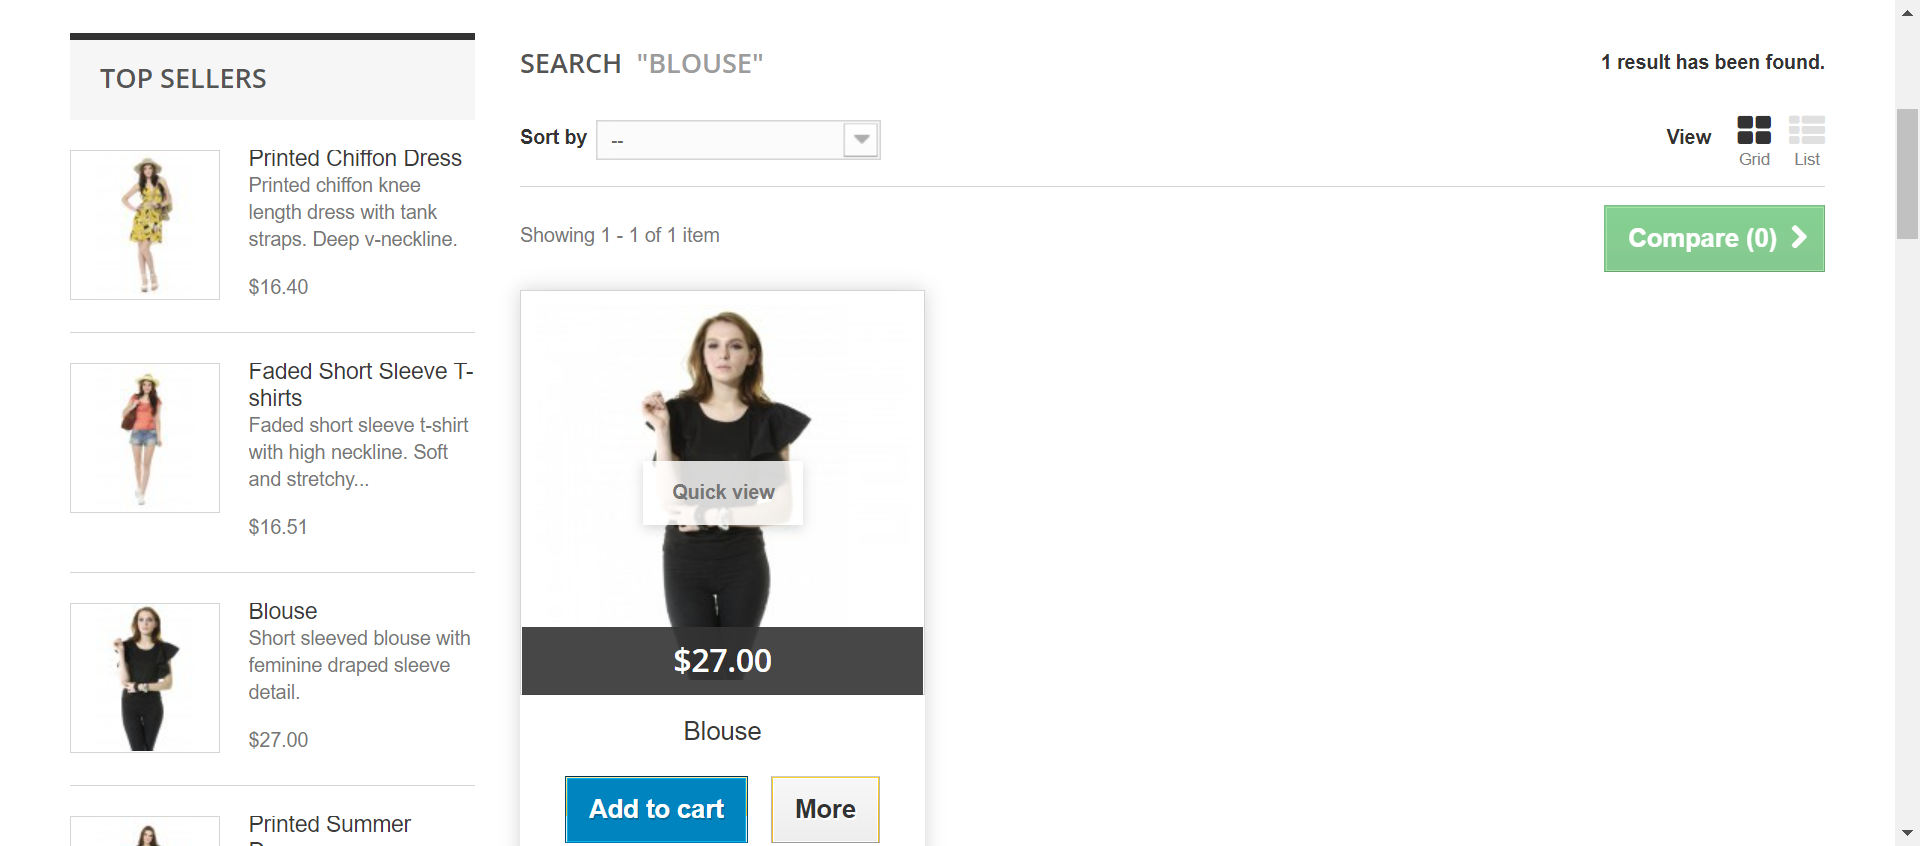 TOP SELLERS
Printed Chiffon Dress
Printed chiffon knee
length dress with tank
straps. Deep v-neckline.
$16.40
Faded Short Sleeve T-
shirts
Faded short sleeve t-shirt
with high neckline. Soft
and stretchy...
$16.51
Blouse
Short sleeved blouse with
feminine draped sleeve
detail.
$27.00
Printed Summer
SEARCH "BLOUSE"
1 result has been found.
Sort by --
View
Grid
List
Showing 1 - 1 of 1 item
Compare (0)
Quick view
$27.00
Blouse
Add to cart
More